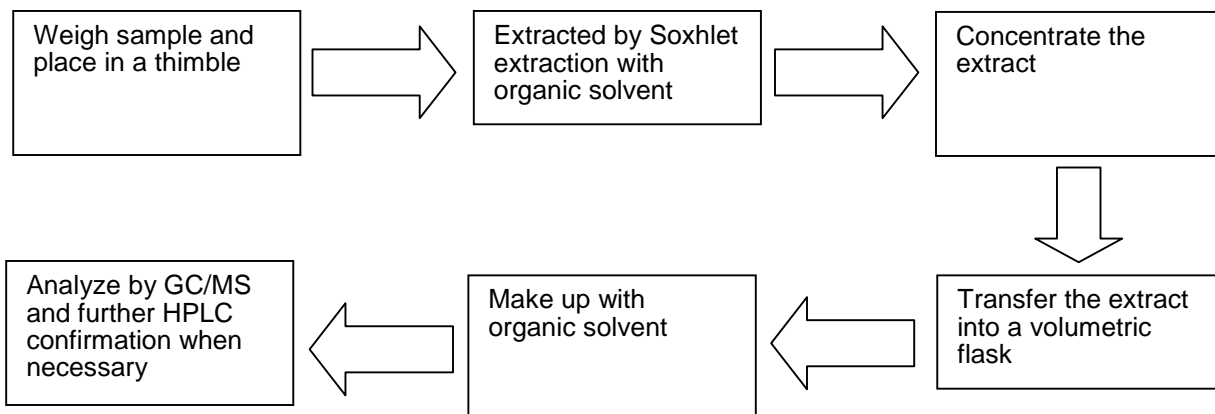 Weigh sample and
place in a thimble
Extracted by Soxhlet
extraction with
organic solvent
Concentrate the
extract
Transfer the extract
into a volumetric
flask
Make up with
organic solvent
Analyze by GC/MS
and further HPLC
confirmation when
necessary